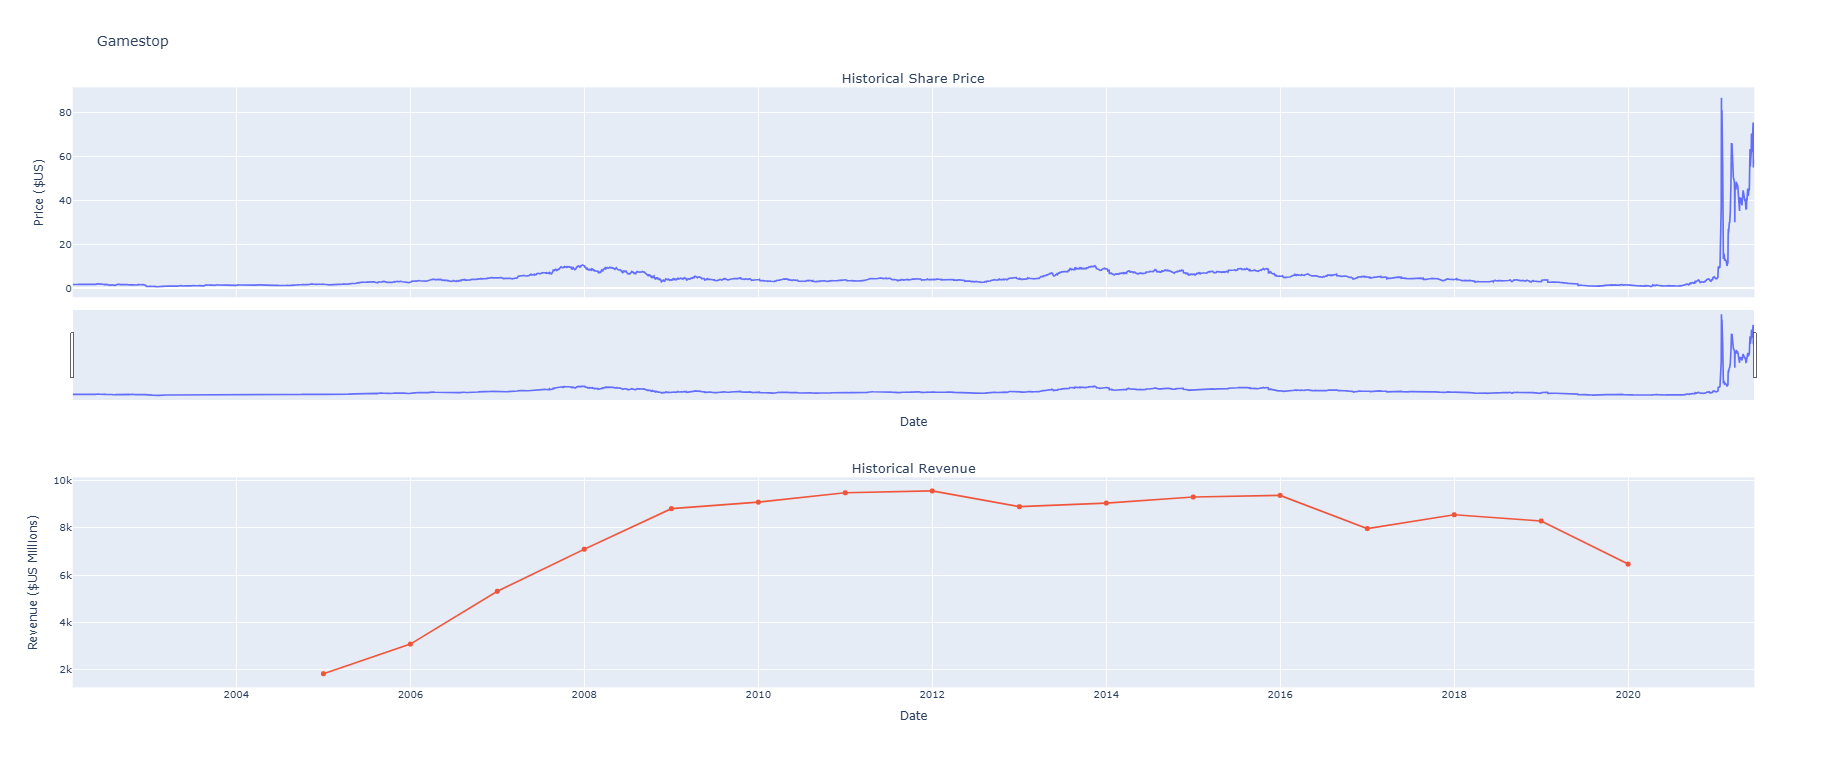 Gamestop
Historical Share Price
80
60
40
20
0
Price ($US)
Date
Historical Revenue
10k
8k
6k
4k
2k
Revenue ($US Millions)
2004 2006 2008 2010 2012 2014 2016 2018 2020
Date